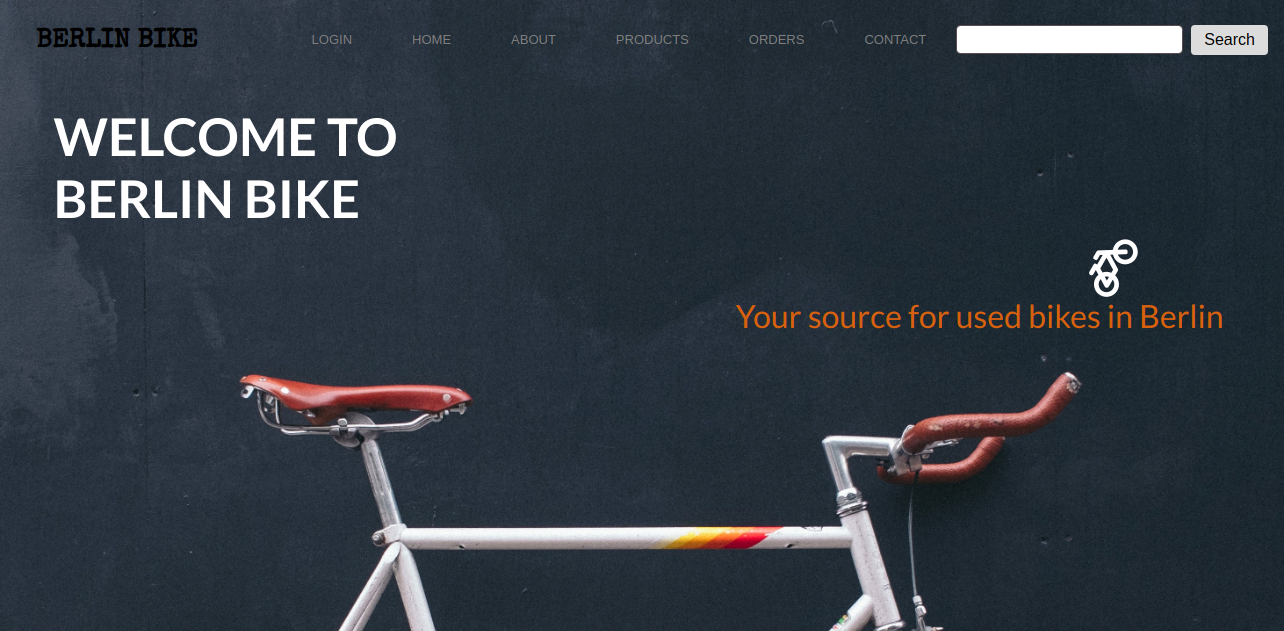 BERLIN BIKE
LOGIN HOME ABOUT PRODUCTS ORDERS CONTACT Search
WELCOME TO
BERLIN BIKE
Your source for used bikes in Berlin